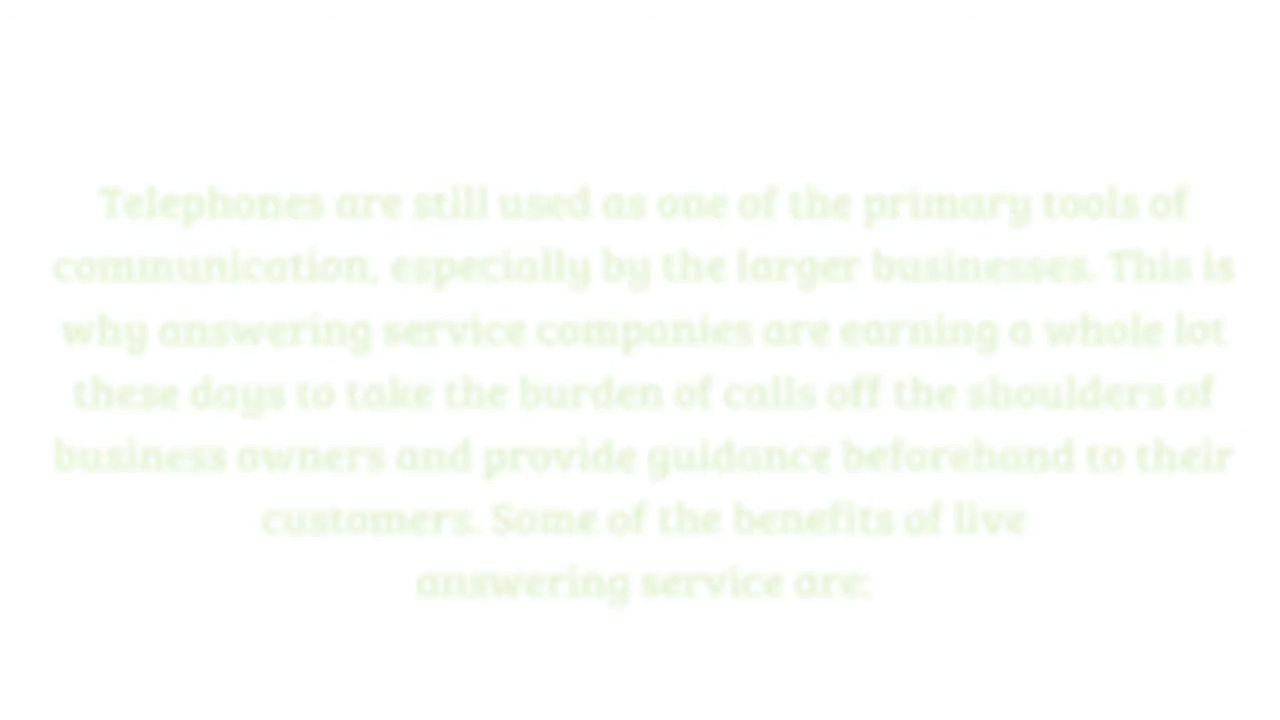 Telephones are still used as one of the primary tools of
communication, especially by the larger businesses. This is
why answering service companies are earning a whole lot
these days to take the burden of calls off the shoulders of
business owners and provide guidance beforehand to their
customers. Some of the benefits of live
answering service are: